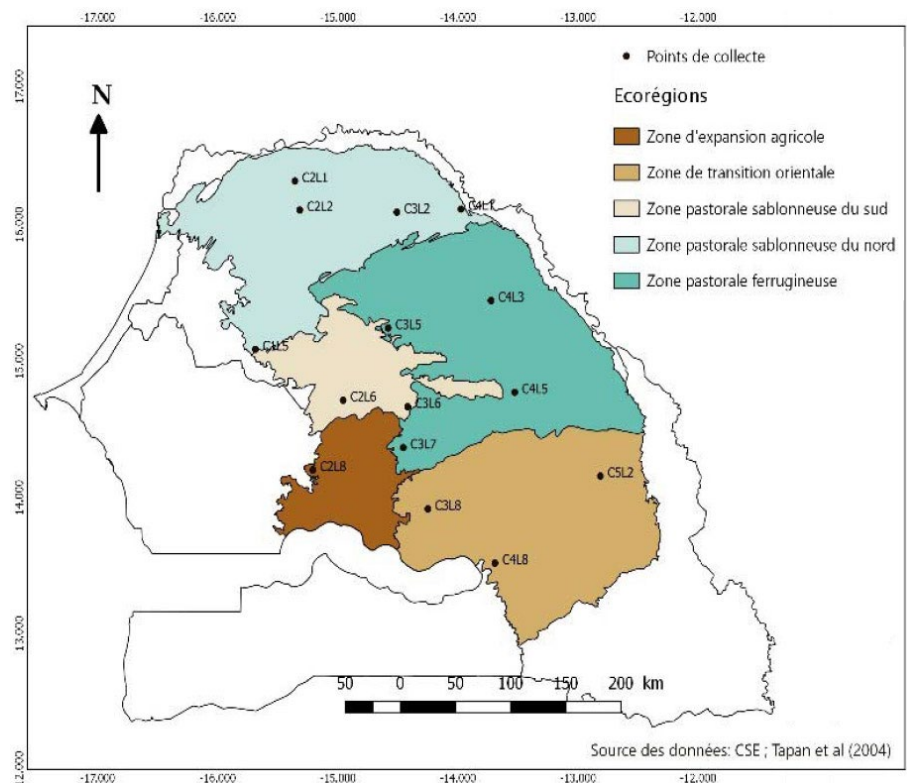 -17.000 -16.000 -15.000 -14.000 -13.000 -12.000
17.000
16.000
15.000
14.000
13.000
12.000
N
• Points de collecte
Ecorégions
Zone d'expansion agricole
Zone de transition orientale
Zone pastorale sablonneuse du sud
Zone pastorale sablonneuse du nord
Zone pastorale ferrugineuse
C2L1
C2L2
C3L2
C4L1
C4L3
C3L5
C1L5
C4L5
C2L6
C3L6
C3L7
C2L8
C5L2
C3L8
C4L8
50 0 50 100 150 200 km
Source des données: CSE ; Tapan et al (2004)
-17.000 -16.000 -15.000 -14.000 -13.000 -12.000